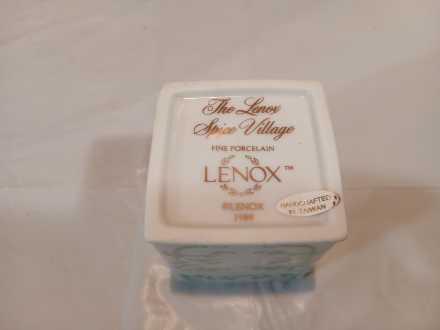 The Lenox
Spice Village
FINE PORCELAIN
LENOX™
©LENOX
1989
HANDCRAFTED
IN TAIWAN